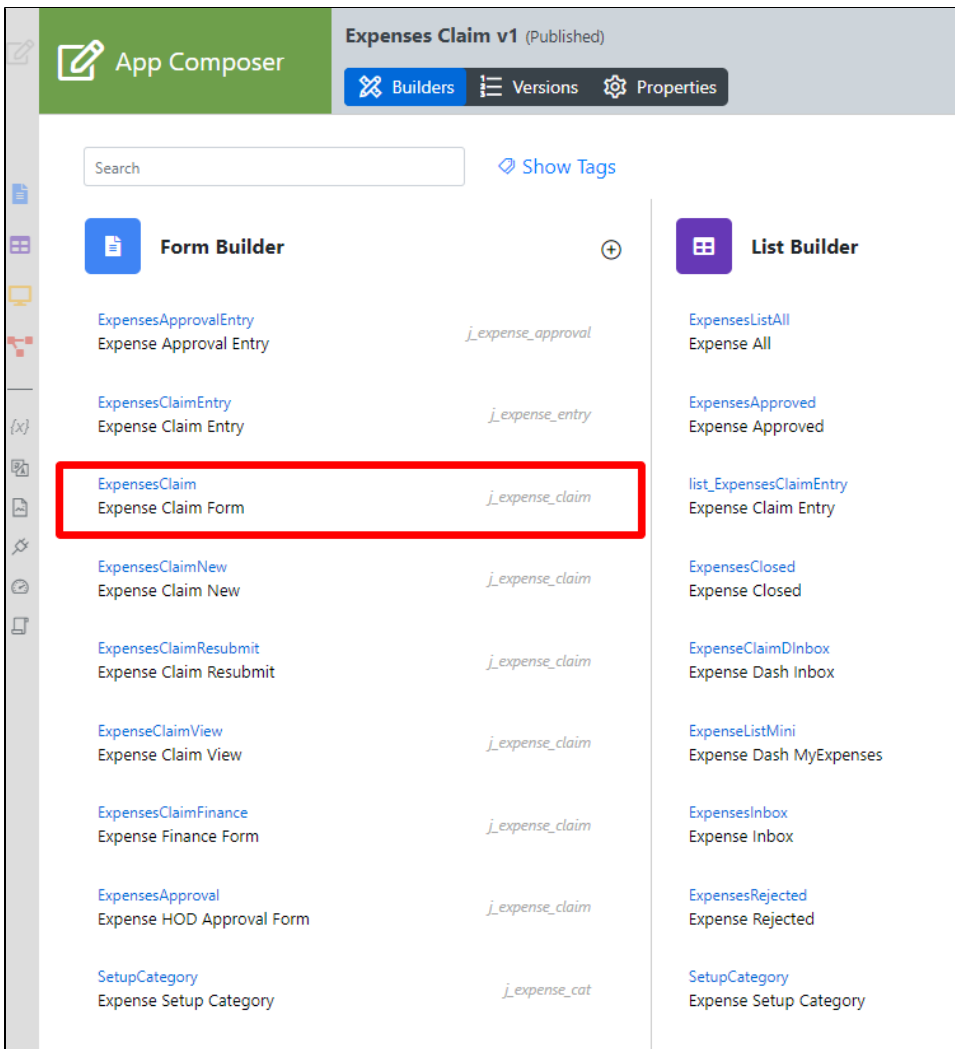 App Composer
Expenses Claim v1 (Published)
Builders
Versions
Properties
Search
Show Tags
Form Builder
ExpensesApprovalEntry
Expense Approval Entry
j_expense_approval
ExpensesClaimEntry
Expense Claim Entry
j_expense_entry
ExpensesClaim
Expense Claim Form
j_expense_claim
ExpensesClaimNew
Expense Claim New
j_expense_claim
ExpensesClaimResubmit
Expense Claim Resubmit
j_expense_claim
ExpenseClaimView
Expense Claim View
j_expense_claim
ExpensesClaimFinance
Expense Finance Form
j_expense_claim
ExpensesApproval
Expense HOD Approval Form
j_expense_claim
SetupCategory
Expense Setup Category
j_expense_cat
List Builder
ExpensesListAll
Expense All
ExpensesApproved
Expense Approved
list_ExpensesClaimEntry
Expense Claim Entry
ExpensesClosed
Expense Closed
ExpenseClaimDInbox
Expense Dash Inbox
ExpenseListMini
Expense Dash MyExpenses
ExpensesInbox
Expense Inbox
ExpensesRejected
Expense Rejected
SetupCategory
Expense Setup Category
{x}